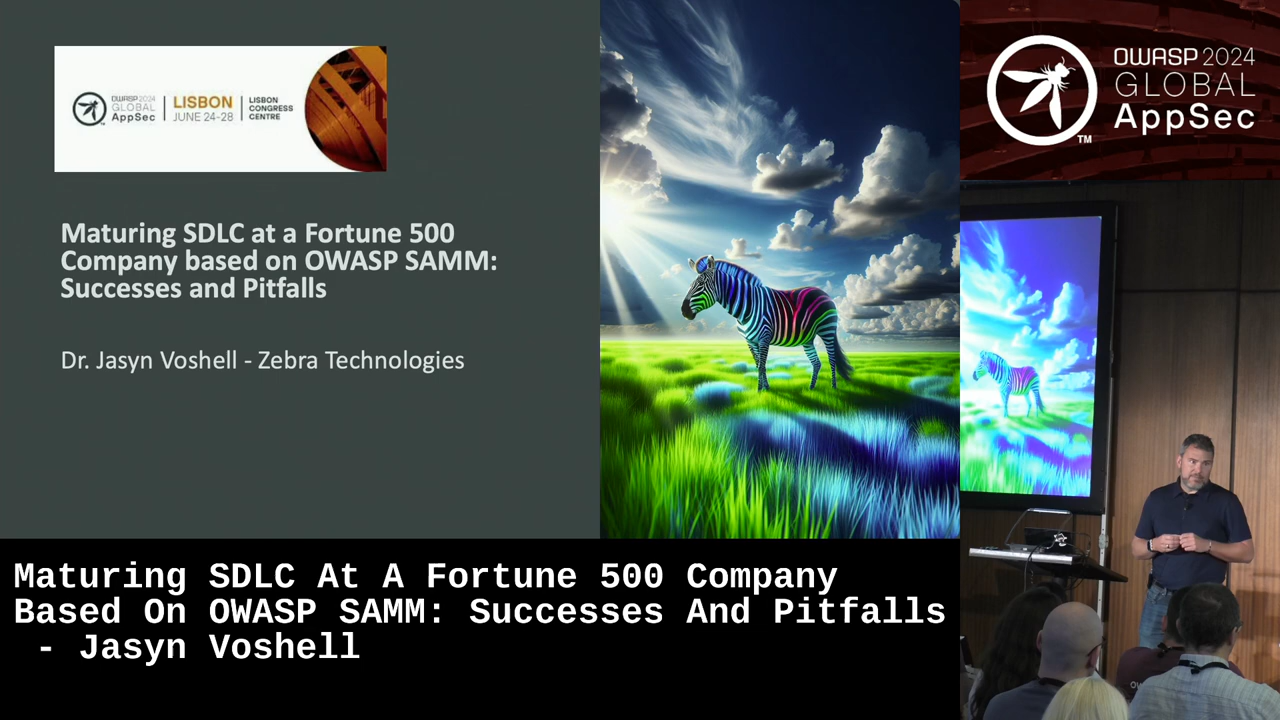 OWASP 2024
GLOBAL
AppSec
LISBON
JUNE 24-28
LISBON
CONGRESS
CENTRE
Maturing SDLC at a Fortune 500
Company based on OWASP SAMM:
Successes and Pitfalls
Dr. Jasyn Voshell - Zebra Technologies
OWASP 2024
GLOBAL
AppSec
TM
Maturing SDLC At A Fortune 500 Company
Based On OWASP SAMM: Successes And Pitfalls
- Jasyn Voshell